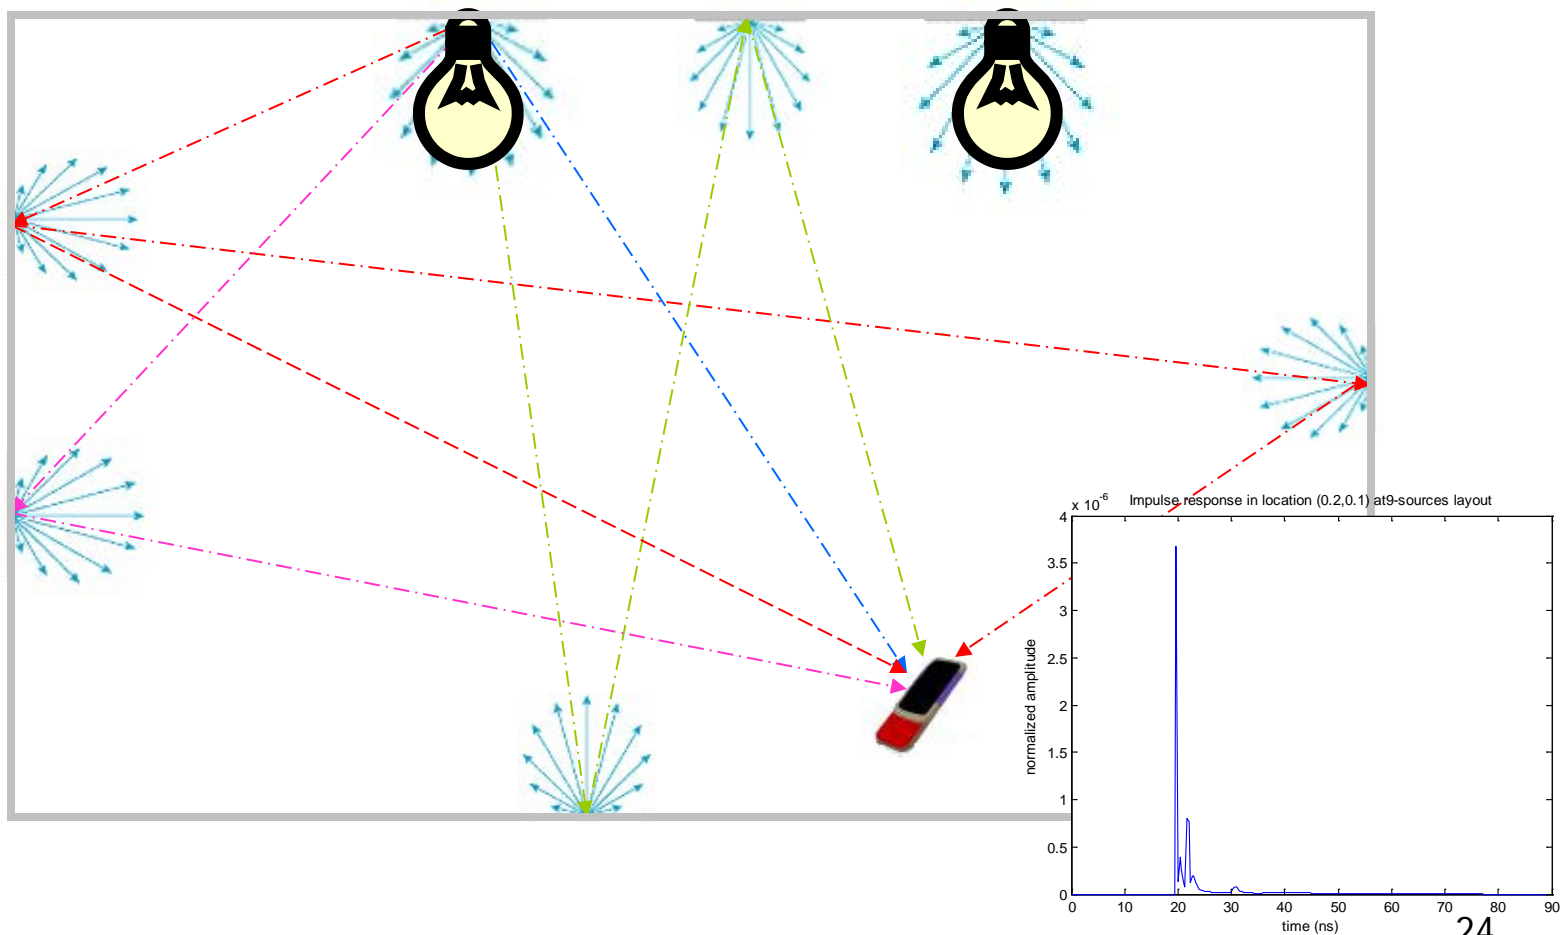 Impulse response in location (0.2,0.1) at9-sources layout
x 10-6
4
3.5
3
2.5
2
1.5
1
0.5
0
normalized amplitude
0 10 20 30 40 50 60 70 80 90
time (ns)
24